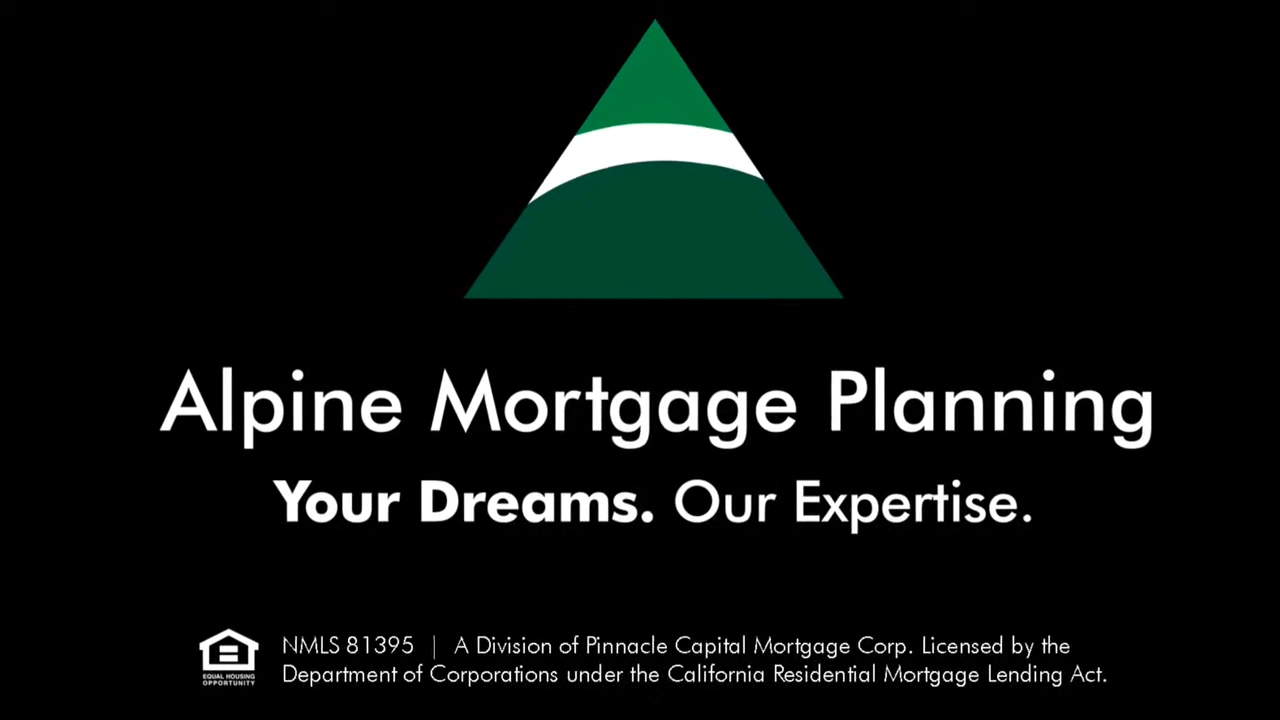 Alpine Mortgage Planning
Your Dreams. Our Expertise.
NMLS 81395 | A Division of Pinnacle Capital Mortgage Corp. Licensed by the
Department of Corporations under the California Residential Mortgage Lending Act.
EQUAL HOUSING
OPPORTUNITY